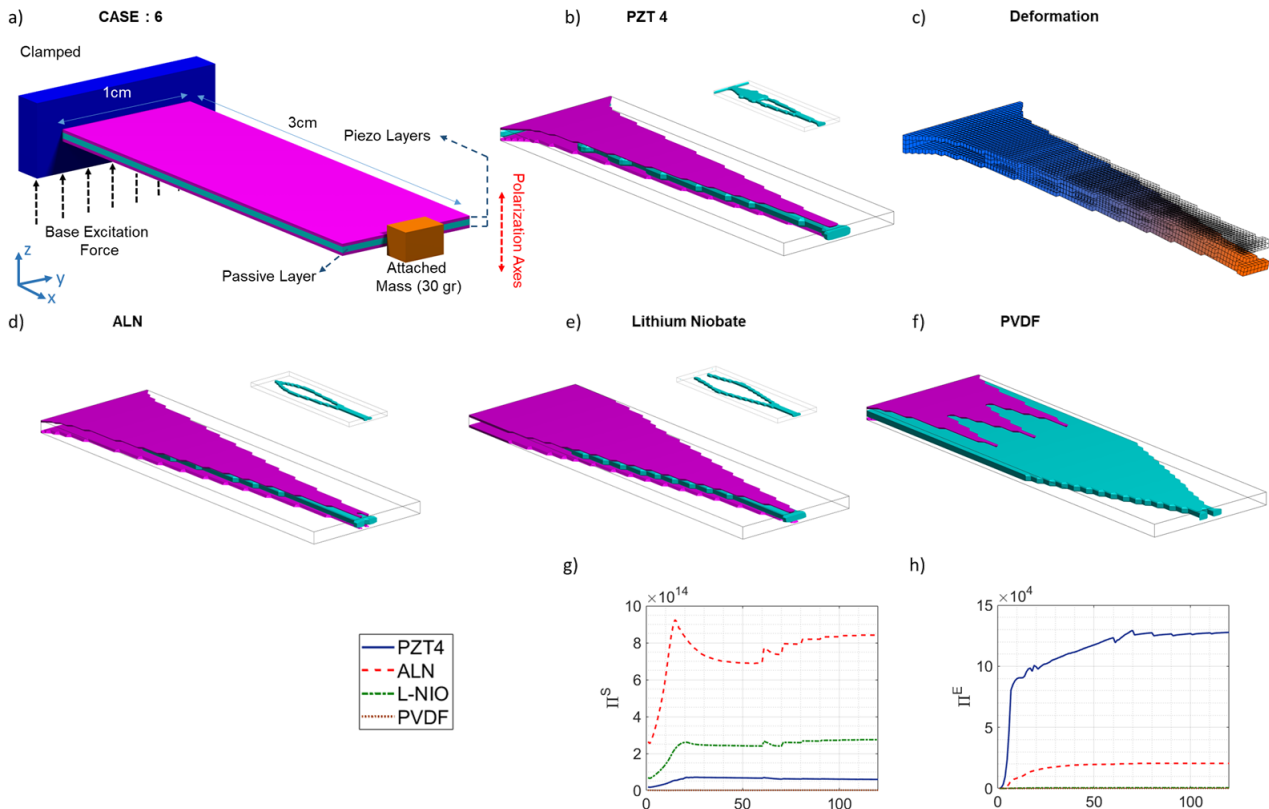 a) CASE : 6
Clamped
1cm
3cm
Piezo Layers
Polarization Axes
Base Excitation
Force
Passive Layer
Attached
Mass (30 gr)
z
y
x
b) PZT 4
c) Deformation
d) ALN
e) Lithium Niobate
f) PVDF
PZT4
ALN
L-NIO
PVDF
g)
×10^14
10
8
6
4
2
0
Π^S
0 50 100
h)
×10^4
15
10
5
0
Π^E
0 50 100